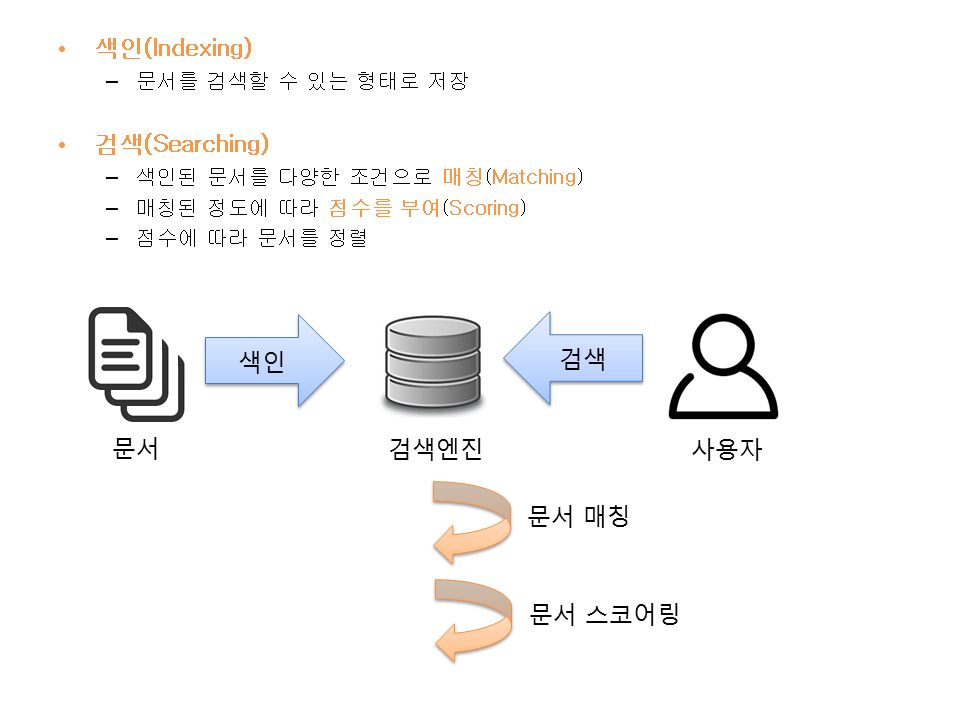 • 색인(Indexing)
– 문서를 검색할 수 있는 형태로 저장
• 검색(Searching)
– 색인된 문서를 다양한 조건으로 매칭(Matching)
– 매칭된 정도에 따라 점수를 부여(Scoring)
– 점수에 따라 문서를 정렬
색인
검색
문서
검색엔진
사용자
문서 매칭
문서 스코어링